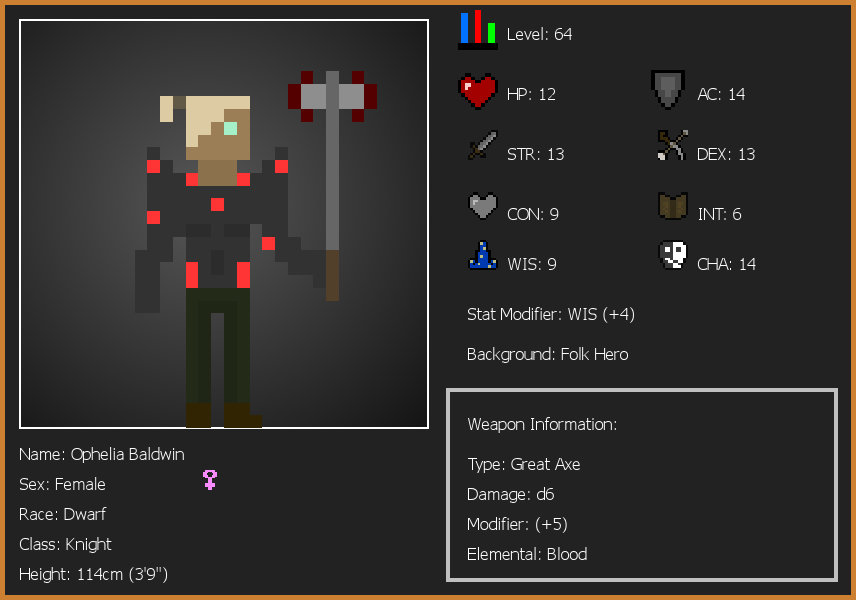 Level: 64
HP: 12
AC: 14
STR: 13
DEX: 13
CON: 9
INT: 6
WIS: 9
CHA: 14
Stat Modifier: WIS (+4)
Background: Folk Hero
Weapon Information:
Type: Great Axe
Damage: d6
Modifier: (+5)
Elemental: Blood
Name: Ophelia Baldwin
Sex: Female
Race: Dwarf
Class: Knight
Height: 114cm (3'9")